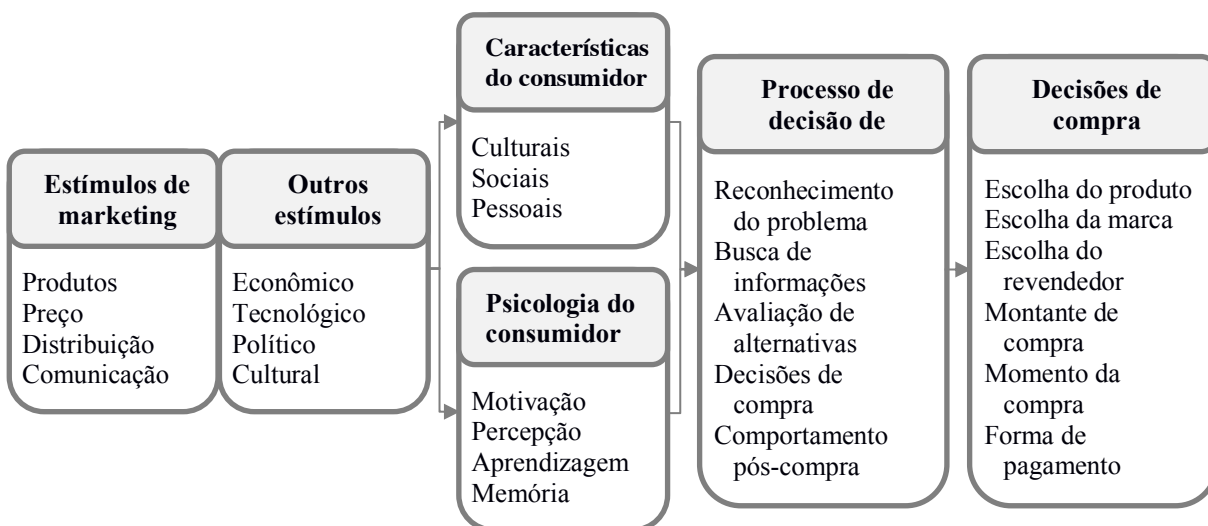 Estímulos de
marketing
Produtos
Preço
Distribuição
Comunicação
Outros
estímulos
Econômico
Tecnológico
Político
Cultural
Características
do consumidor
Culturais
Sociais
Pessoais
Psicologia do
consumidor
Motivação
Percepção
Aprendizagem
Memória
Processo de
decisão de
Reconhecimento
do problema
Busca de
informações
Avaliação de
alternativas
Decisões de
compra
Comportamento
pós-compra
Decisões de
compra
Escolha do produto
Escolha da marca
Escolha do
revendedor
Montante de
compra
Momento da
compra
Forma de
pagamento